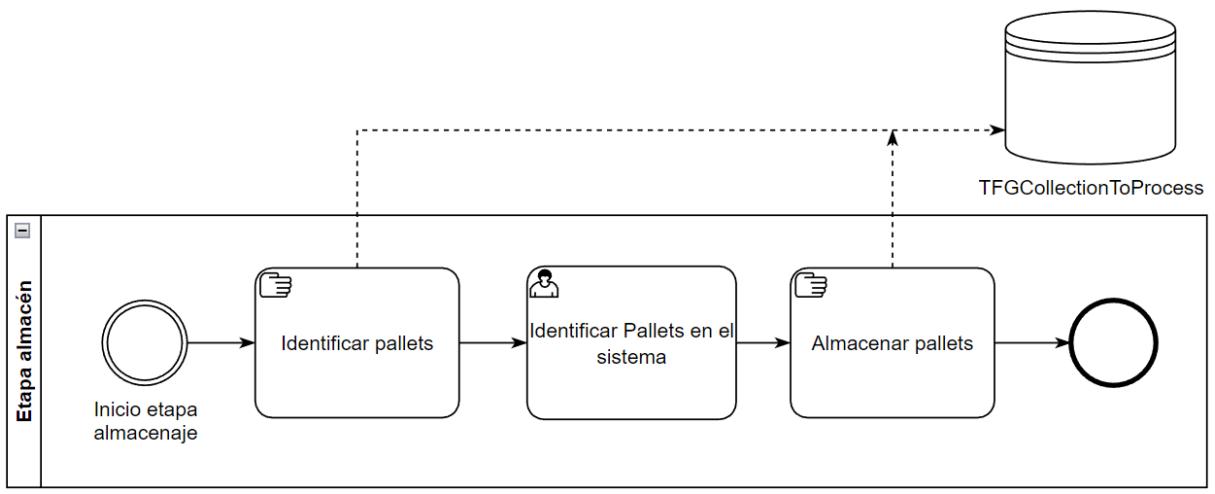 TFGCollectionToProcess
Etapa almacén
Inicio etapa
almacenaje
Identificar pallets
Identificar Pallets en el
sistema
Almacenar pallets